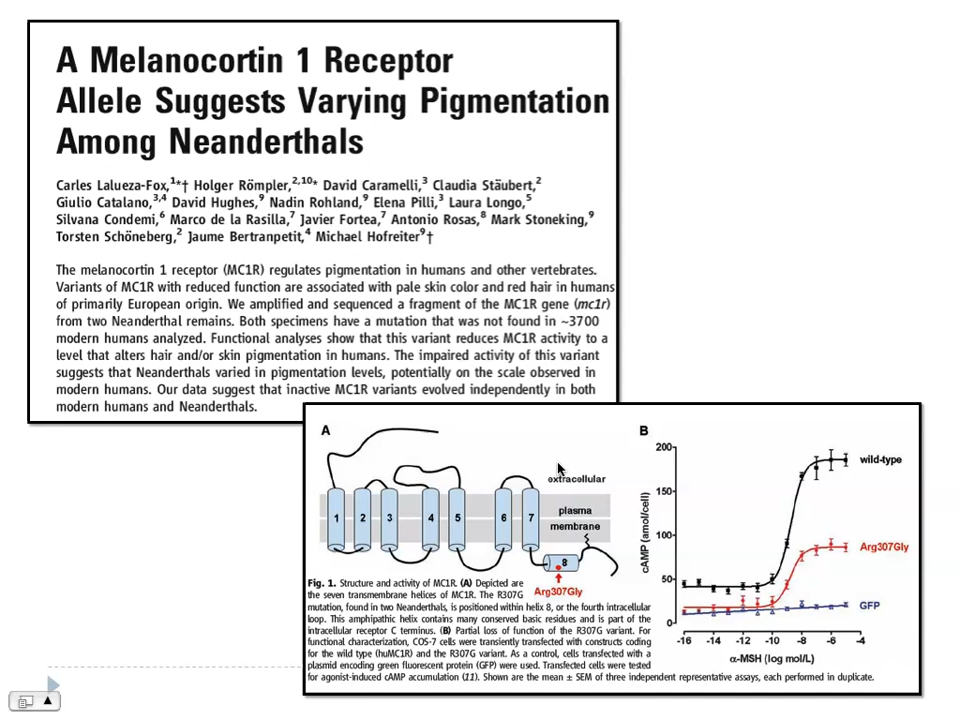 A Melanocortin 1 Receptor
Allele Suggests Varying Pigmentation
Among Neanderthals
Carles Lalueza-Fox,1*† Holger Römpler,2,10* David Caramelli,3 Claudia Stäubert,2
Giulio Catalano,3,4 David Hughes,9 Nadin Rohland,9 Elena Pilli,3 Laura Longo,5
Silvana Condemi,6 Marco de la Rasilla,7 Javier Fortea,7 Antonio Rosas,8 Mark Stoneking,9
Torsten Schöneberg,2 Jaume Bertranpetit,4 Michael Hofreiter9†
The melanocortin 1 receptor (MC1R) regulates pigmentation in humans and other vertebrates.
Variants of MC1R with reduced function are associated with pale skin color and red hair in humans
of primarily European origin. We amplified and sequenced a fragment of the MC1R gene (mc1r)
from two Neanderthal remains. Both specimens have a mutation that was not found in ~3700
modern humans analyzed. Functional analyses show that this variant reduces MC1R activity to a
level that alters hair and/or skin pigmentation in humans. The impaired activity of this variant
suggests that Neanderthals varied in pigmentation levels, potentially on the scale observed in
modern humans. Our data suggest that inactive MC1R variants evolved independently in both
modern humans and Neanderthals.
A
extracollular
1 2 3 4 5 6 7
plasma
membrane
8
Arg307Gly
B
200
150
100
50
0
cAMP (amol/cell)
wild-type
Arg307Gly
GFP
-16 -14 -12 -10 -8 -6 -4
α-MSH (log mol/L)
Fig. 1. Structure and activity of MC1R. (A) Depicted are
the seven transmembrane helices of MC1R. The R307G
mutation, found in two Neanderthals, is positioned within helix 8, or the fourth intracellular
loop. This amphipathic helix contains many conserved basic residues and is part of the
intracellular receptor C terminus. (B) Partial loss of function of the R307G variant. For
functional characterization, COS-7 cells were transiently transfected with constructs coding
for the wild type (huMC1R) and the R307G variant. As a control, cells transfected with a
plasmid encoding green fluorescent protein (GFP) were used. Transfected cells were tested
for agonist-induced cAMP accumulation (11). Shown are the mean ± SEM of three independent representative assays, each performed in duplicate.